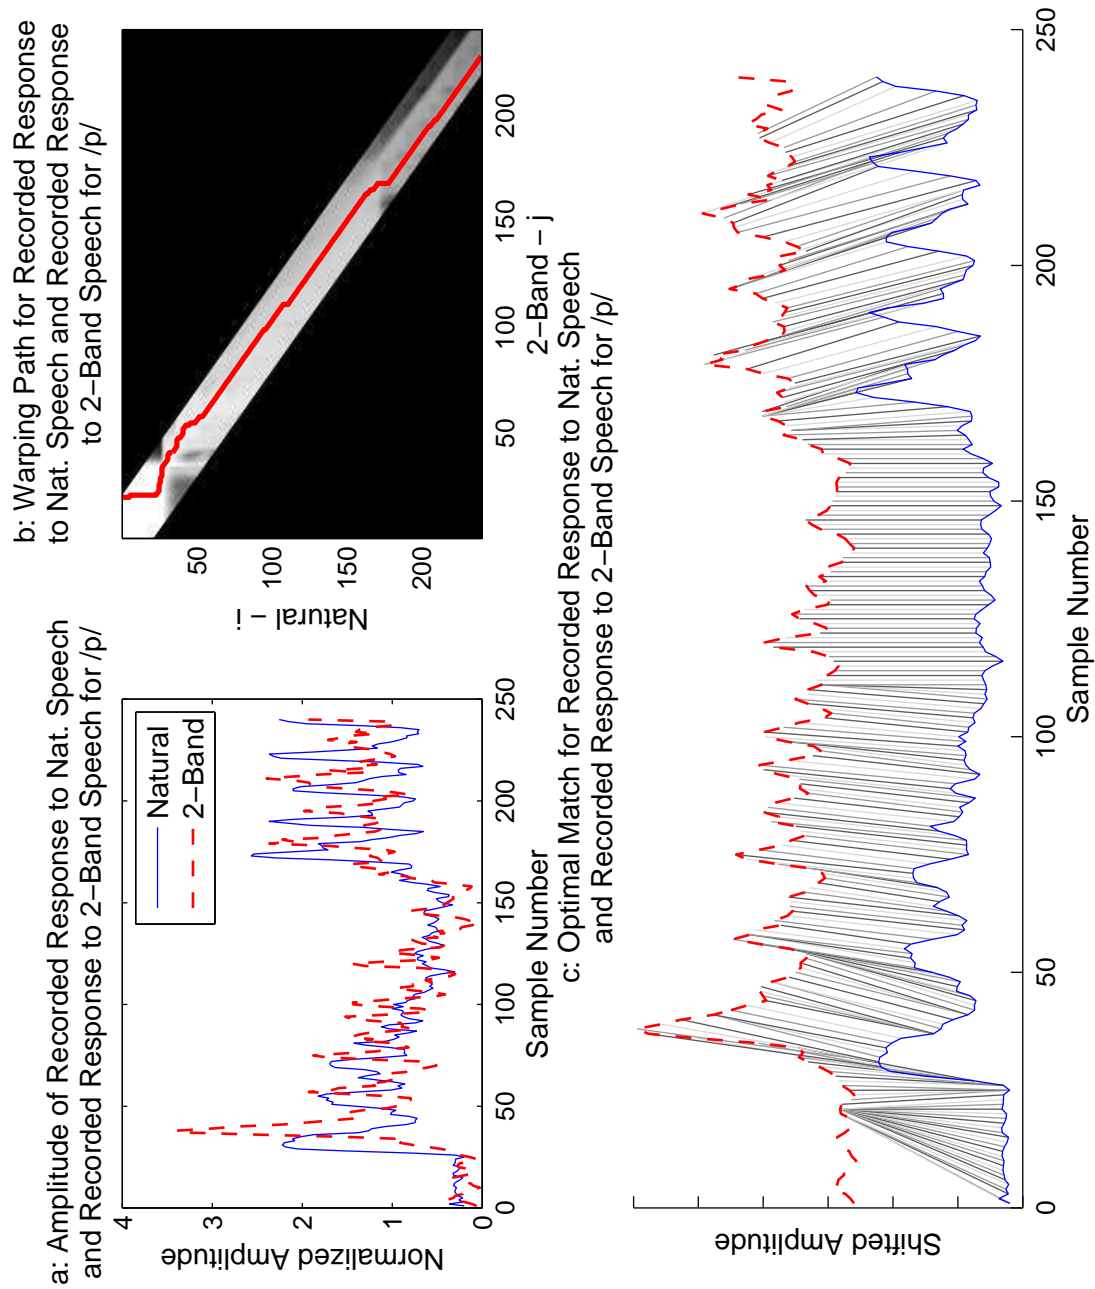 a: Amplitude of Recorded Response to Nat. Speech
and Recorded Response to 2−Band Speech for /p/
Normalized Amplitude
4
3
2
1
0
0
50
100
150
200
250
Sample Number
Natural
2−Band
b: Warping Path for Recorded Response
to Nat. Speech and Recorded Response
to 2−Band Speech for /p/
Natural − i
50
100
150
200
50
100
150
200
2−Band − j
c: Optimal Match for Recorded Response to Nat. Speech
and Recorded Response to 2−Band Speech for /p/
Shifted Amplitude
0
50
100
150
200
250
Sample Number